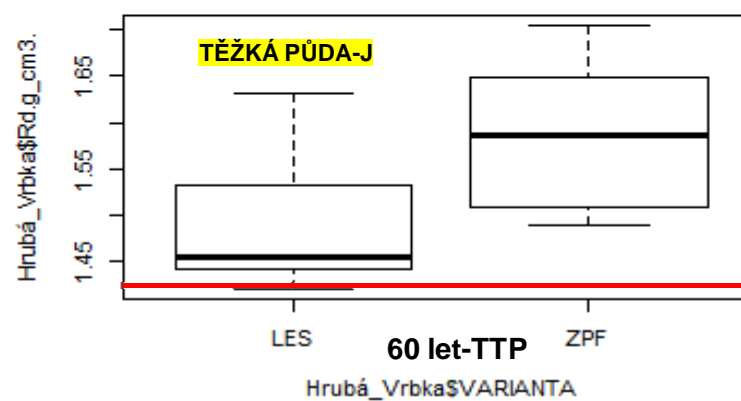 TĚŽKÁ PŮDA-J
Hrubá_Vrbka$Rd.g_cm3.
1.65
1.55
1.45
LES
60 let-TTP
ZPF
Hrubá_Vrbka$VARIANTA